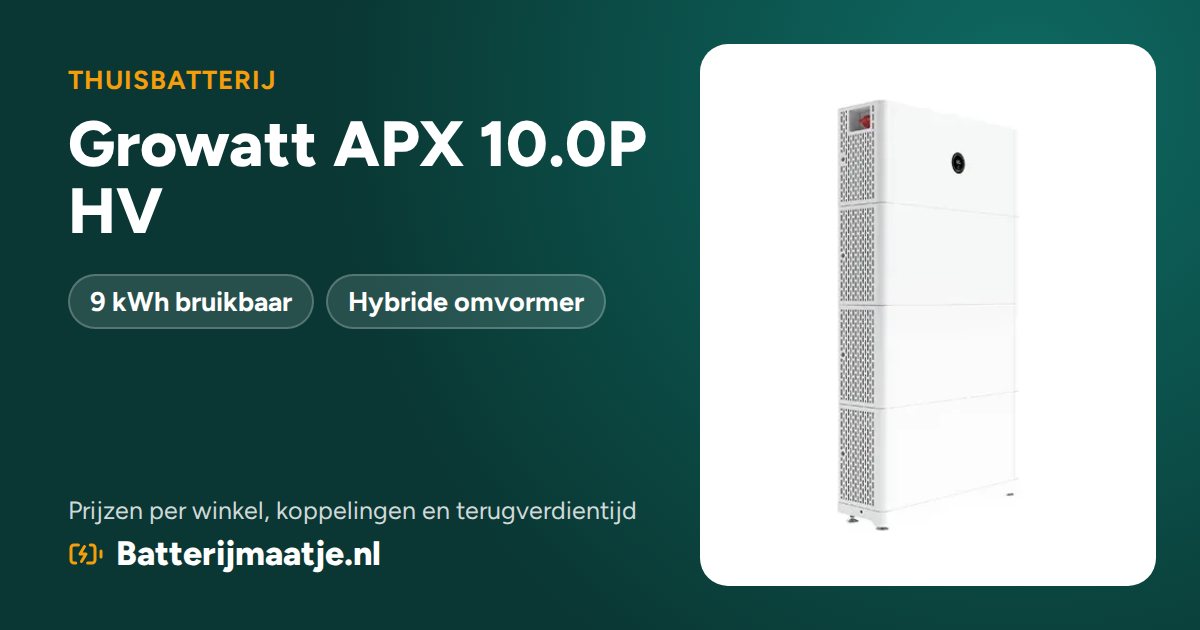 THUISBATTERIJ
Growatt APX 10.0P
HV
9 kWh bruikbaar
Hybride omvormer
Prijzen per winkel, koppelingen en terugverdientijd
Batterijmaatje.nl